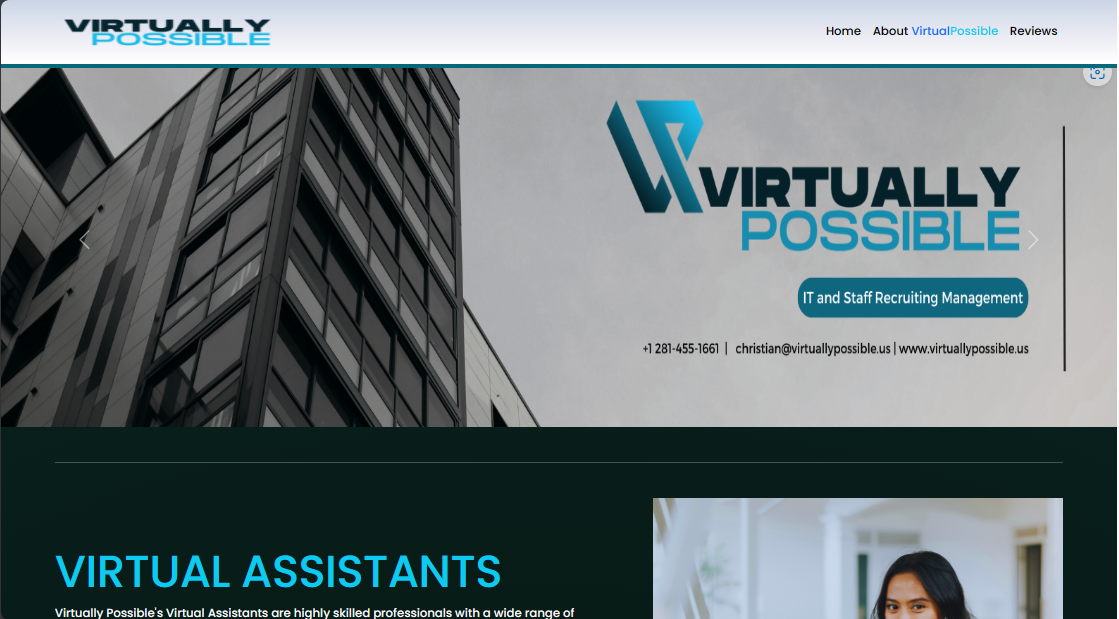 VIRTUALLY
POSSIBLE
Home About VirtualPossible Reviews
VIRTUALLY
POSSIBLE
IT and Staff Recruiting Management
+1 281-455-1661 | christian@virtuallypossible.us | www.virtuallypossible.us
VIRTUAL ASSISTANTS
Virtually Possible's Virtual Assistants are highly skilled professionals with a wide range of